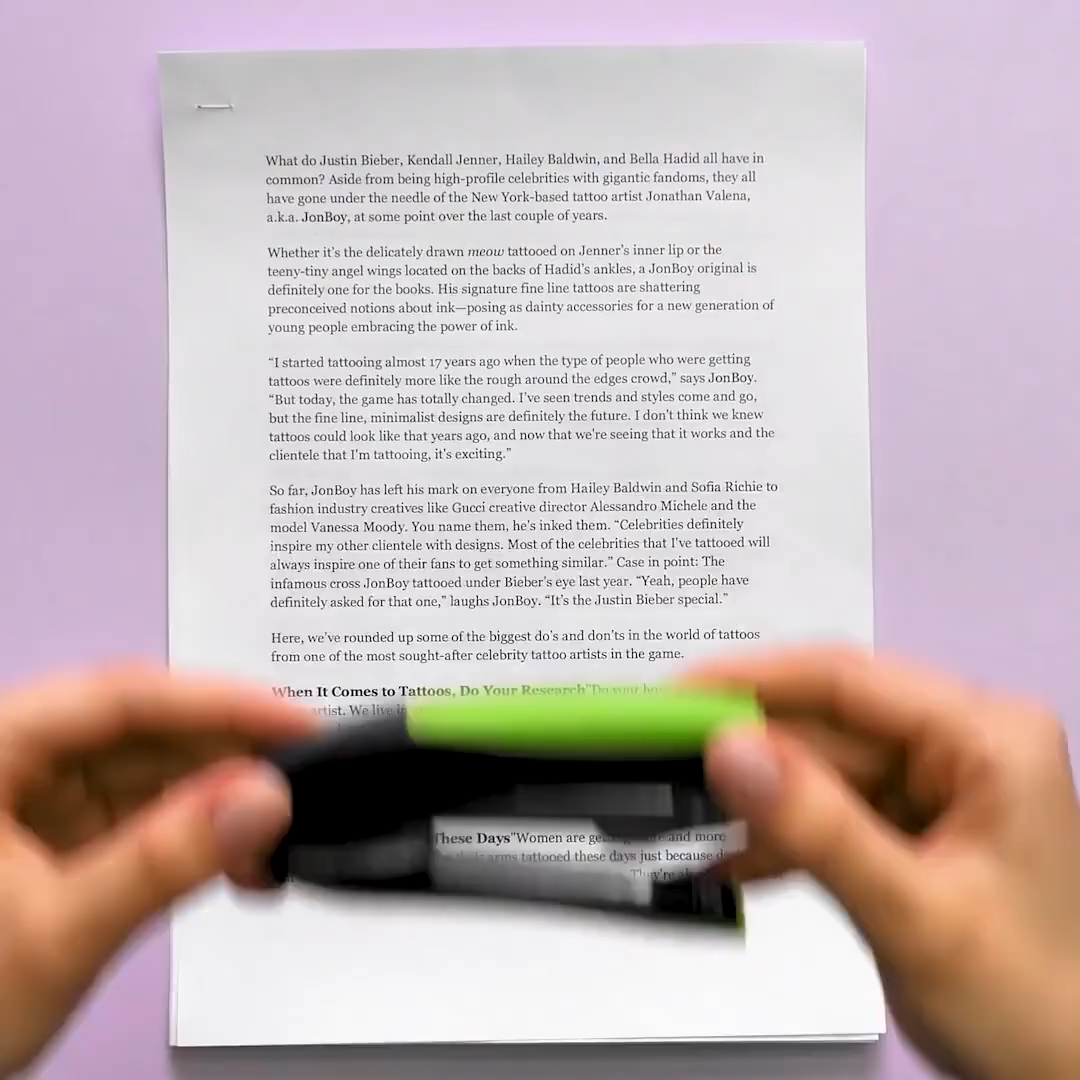 What do Justin Bieber, Kendall Jenner, Hailey Baldwin, and Bella Hadid all have in
common? Aside from being high-profile celebrities with gigantic fandoms, they all
have gone under the needle of the New York-based tattoo artist Jonathan Valena,
a.k.a. JonBoy, at some point over the last couple of years.
Whether it's the delicately drawn meow tattooed on Jenner's inner lip or the
teeny-tiny angel wings located on the backs of Hadid's ankles, a JonBoy original is
definitely one for the books. His signature fine line tattoos are shattering
preconceived notions about ink—posing as dainty accessories for a new generation of
young people embracing the power of ink.
“I started tattooing almost 17 years ago when the type of people who were getting
tattoos were definitely more like the rough around the edges crowd,” says JonBoy.
“But today, the game has totally changed. I've seen trends and styles come and go,
but the fine line, minimalist designs are definitely the future. I don't think we knew
tattoos could look like that years ago, and now that we're seeing that it works and the
clientele that I'm tattooing, it's exciting.”
So far, JonBoy has left his mark on everyone from Hailey Baldwin and Sofia Richie to
fashion industry creatives like Gucci creative director Alessandro Michele and the
model Vanessa Moody. You name them, he's inked them. “Celebrities definitely
inspire my other clientele with designs. Most of the celebrities that I've tattooed will
always inspire one of their fans to get something similar.” Case in point: The
infamous cross JonBoy tattooed under Bieber's eye last year. “Yeah, people have
definitely asked for that one,” laughs JonBoy. “It's the Justin Bieber special.”
Here, we've rounded up some of the biggest do's and don'ts in the world of tattoos
from one of the most sought-after celebrity tattoo artists in the game.
When It Comes to Tattoos, Do Your Research"Do your
artist. We live
These Days"Women are and more
arms tattooed these days just because
They're